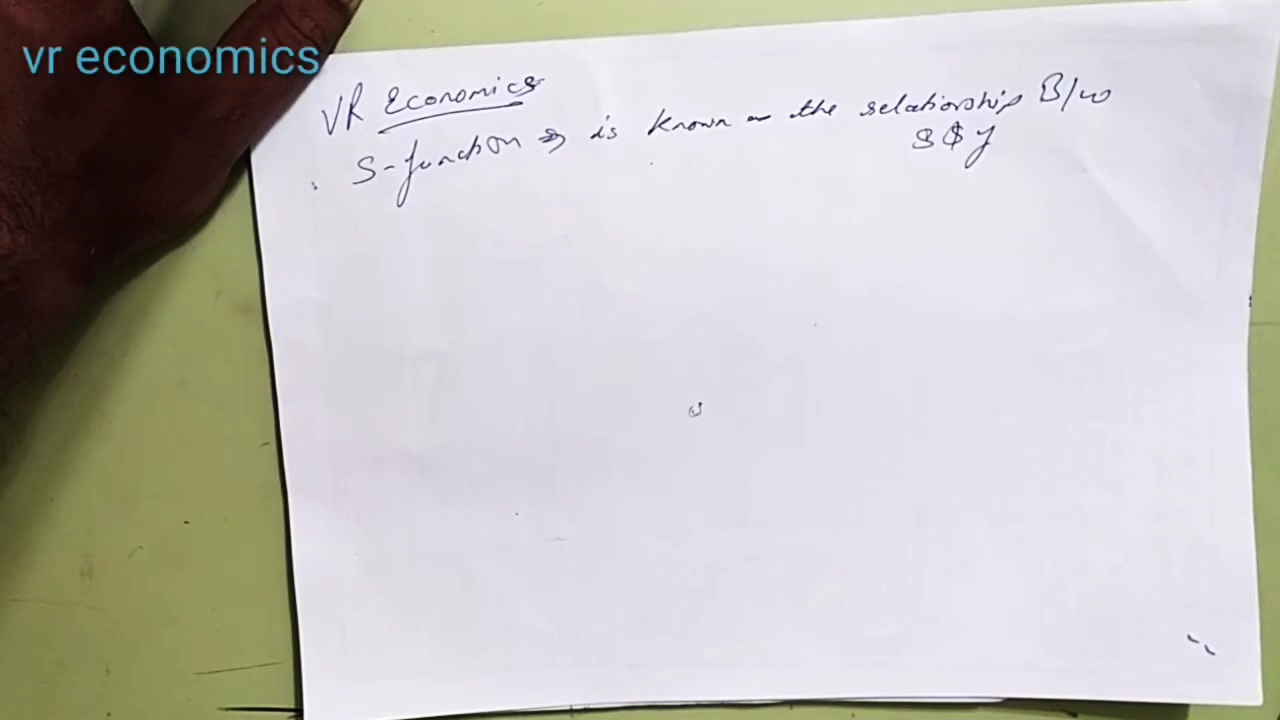 vr economics
VR Economics
S-function ⇒ is known as the relationship B/w
S & y